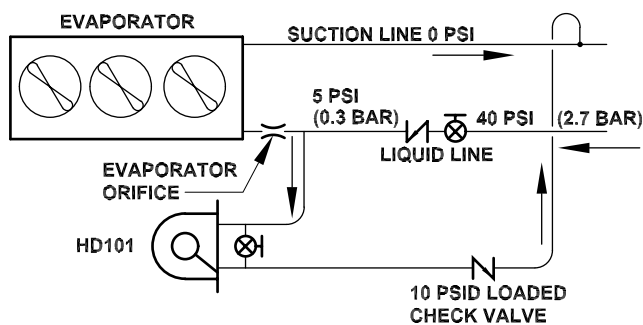 EVAPORATOR
SUCTION LINE 0 PSI
5 PSI
(0.3 BAR)
40 PSI
(2.7 BAR)
LIQUID LINE
EVAPORATOR
ORIFICE
HD101
10 PSID LOADED
CHECK VALVE